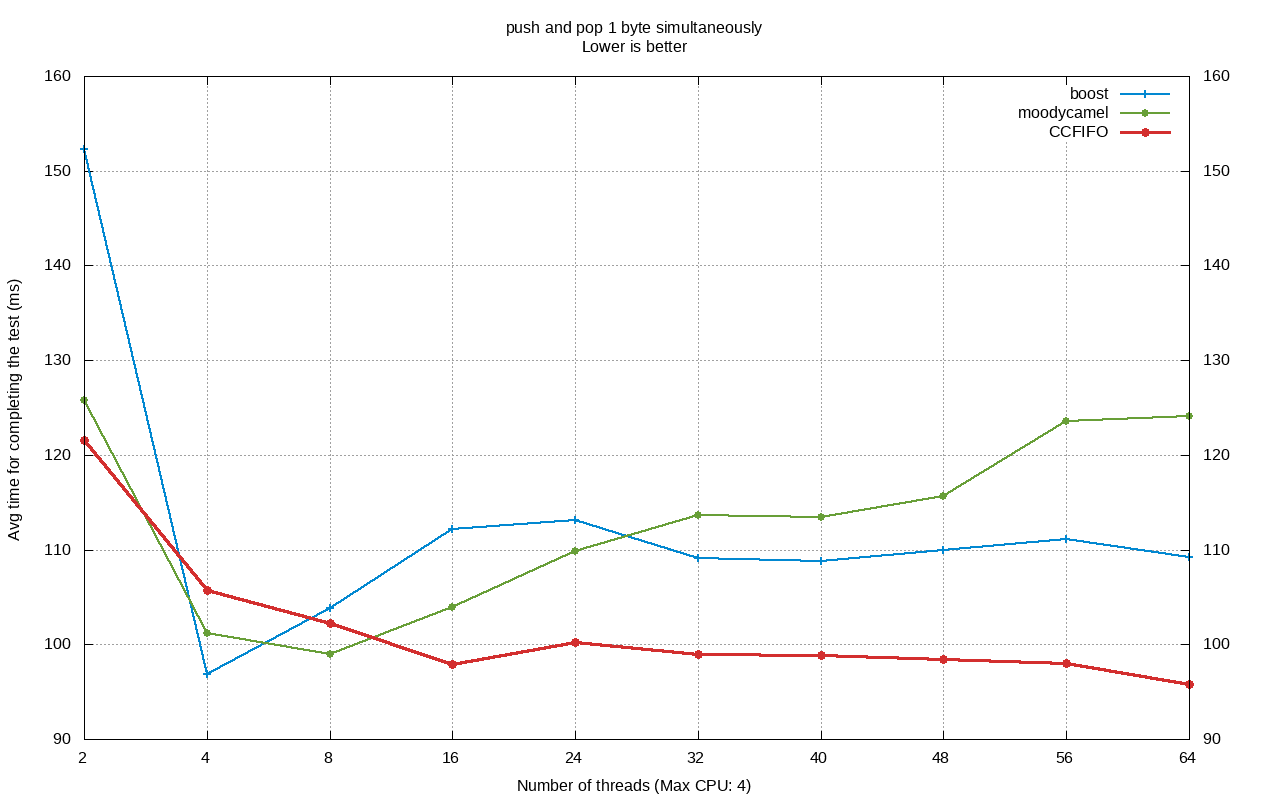 push and pop 1 byte simultaneously
Lower is better
boost
moodycamel
CCFIFO
Avg time for completing the test (ms)
160 160
150 150
140 140
130 130
120 120
110 110
100 100
90 90
2 4 8 16 24 32 40 48 56 64
Number of threads (Max CPU: 4)